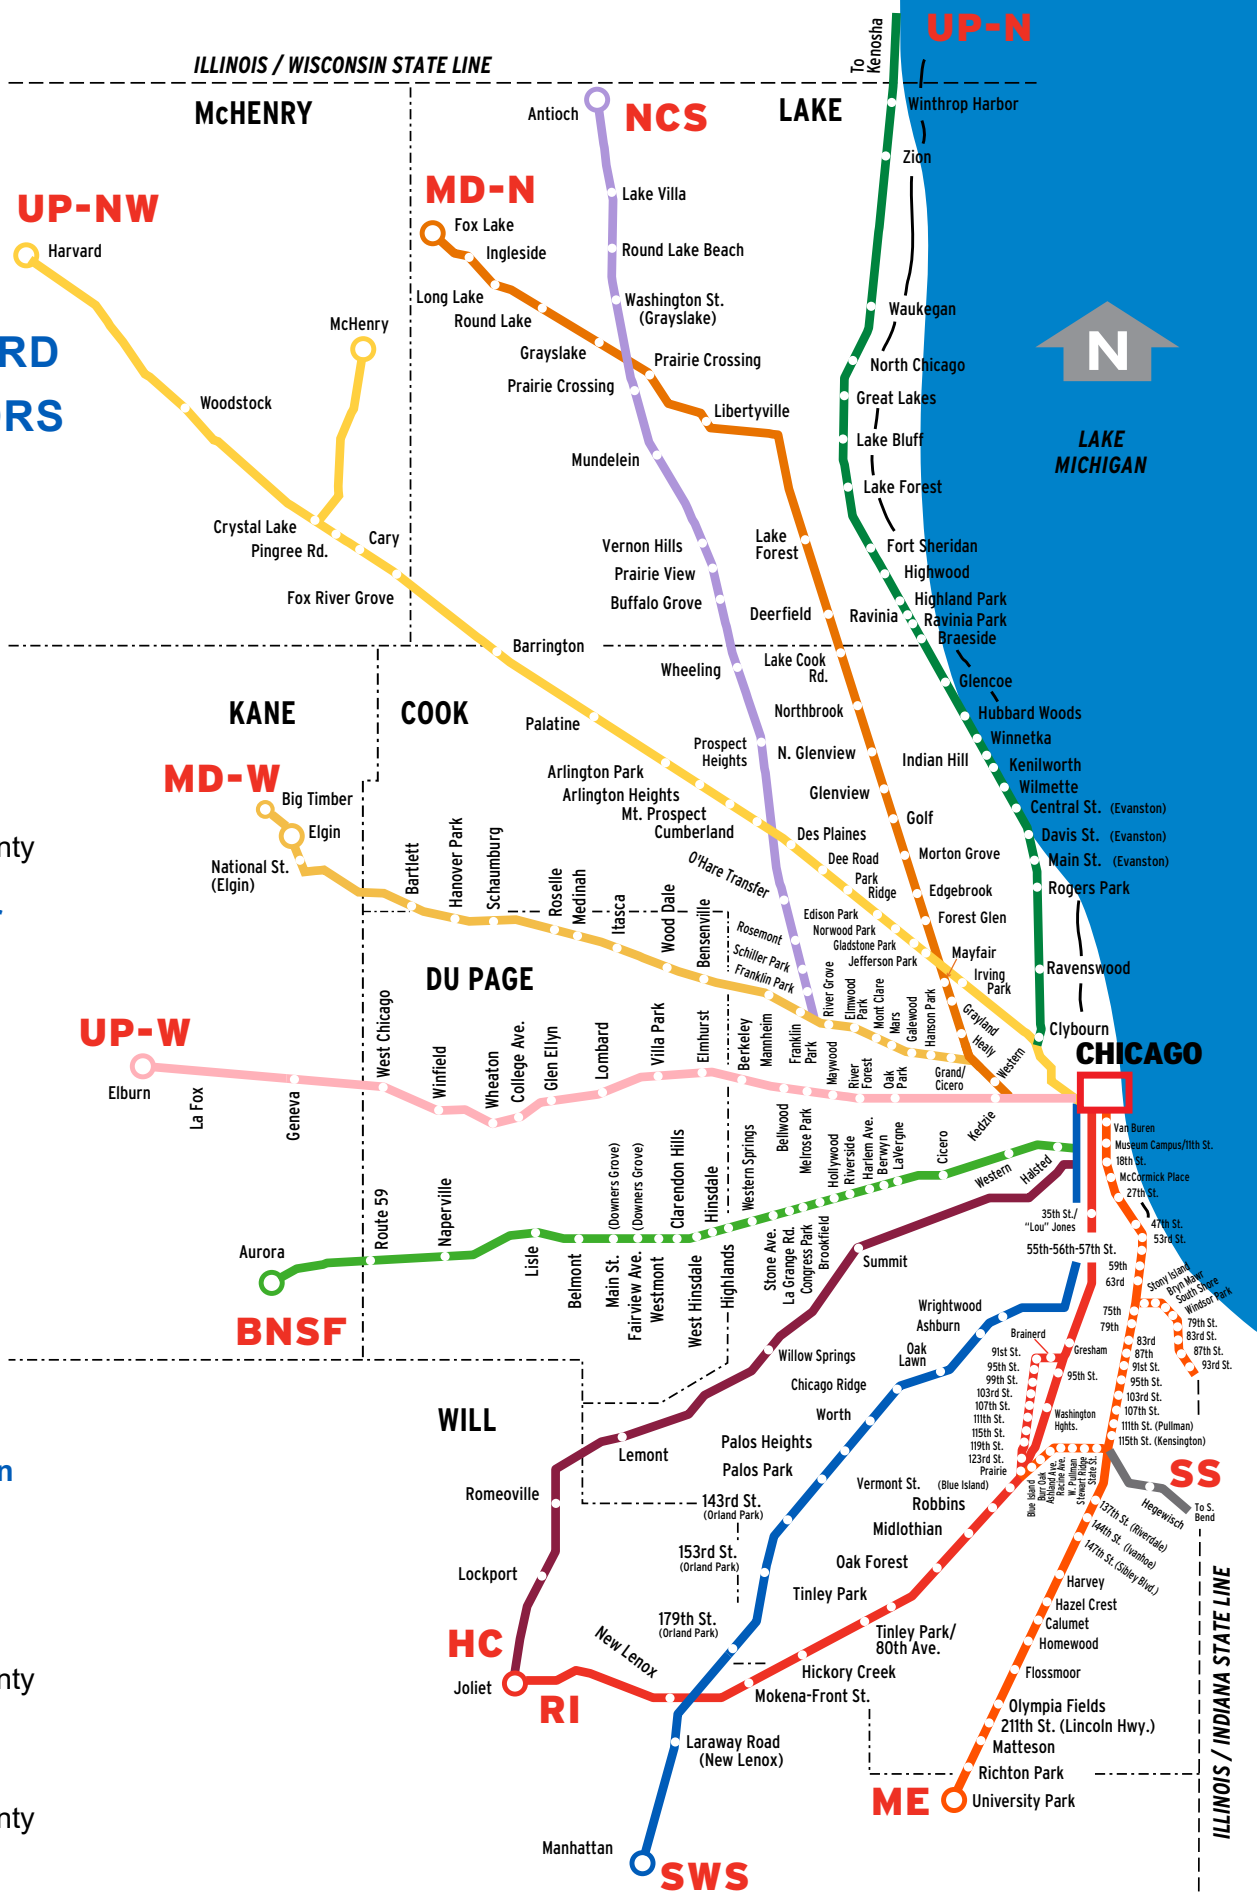 UP-N
To
Kenosha
ILLINOIS / WISCONSIN STATE LINE
McHENRY
LAKE
Antioch
NCS
Winthrop Harbor
Zion
MD-N
Lake Villa
UP-NW
Fox Lake
Harvard
Ingleside
Round Lake Beach
Long Lake
Washington St.
(Grayslake)
Waukegan
Round Lake
McHenry
RD
N
Grayslake
Prairie Crossing
North Chicago
Prairie Crossing
Great Lakes
Woodstock
ORS
Libertyville
Lake Bluff
LAKE
MICHIGAN
Mundelein
Lake Forest
Crystal Lake
Pingree Rd.
Cary
Vernon Hills
Lake
Forest
Fort Sheridan
Prairie View
Highwood
Fox River Grove
Buffalo Grove
Deerfield
Ravinia
Highland Park
Ravinia Park
Braeside
Barrington
Wheeling
Lake Cook
Rd.
Glencoe
KANE
COOK
Palatine
Northbrook
Hubbard Woods
Winnetka
Prospect
Heights
N. Glenview
Indian Hill
Kenilworth
MD-W
Arlington Park
Arlington Heights
Wilmette
Big Timber
Glenview
Central St. (Evanston)
Mt. Prospect
Golf
Elgin
Cumberland
Des Plaines
Davis St. (Evanston)
nty
National St.
(Elgin)
Bartlett
Hanover Park
Schaumburg
Roselle
Medinah
Itasca
Wood Dale
Bensenville
O'Hare Transfer
Dee Road
Park
Ridge
Morton Grove
Main St. (Evanston)
Edgebrook
Rogers Park
Edison Park
Norwood Park
Gladstone Park
Jefferson Park
Forest Glen
Rosemont
Schiller Park
Franklin Park
Mayfair
Irving
Park
Ravenswood
DU PAGE
River Grove
Elmwood
Park
Mont Clare
Mars
Galewood
Hanson Park
Grayland
Healy
Western
Clybourn
UP-W
CHICAGO
Grand/
Cicero
Elburn
La Fox
Geneva
West Chicago
Winfield
Wheaton
College Ave.
Glen Ellyn
Lombard
Villa Park
Elmhurst
Berkeley
Mannheim
Franklin
Park
Maywood
River
Forest
Oak
Park
Kedzie
Bellwood
Melrose Park
Van Buren
Museum Campus/11th St.
18th St.
McCormick Place
27th St.
47th St.
53rd St.
Aurora
Route 59
Naperville
Lisle
Belmont
Main St.
(Downers Grove)
Fairview Ave.
(Downers Grove)
Westmont
Clarendon Hills
West Hinsdale
Hinsdale
Highlands
Western Springs
Stone Ave.
La Grange Rd.
Congress Park
Brookfield
Hollywood
Riverside
Harlem Ave.
Berwyn
LaVergne
Cicero
Western
Halsted
BNSF
35th St./
“Lou” Jones
55th-56th-57th St.
59th
63rd
Summit
Stony Island
Bryn Mawr
South Shore
Windsor Park
Wrightwood
Ashburn
75th
79th
79th St.
83rd St.
87th St.
93rd St.
Brainerd
Gresham
Willow Springs
Oak
Lawn
91st St.
95th St.
99th St.
103rd St.
107th St.
111th St.
115th St.
119th St.
123rd St.
Prairie
95th St.
83rd
87th
91st St.
95th St.
103rd St.
107th St.
111th St. (Pullman)
115th St. (Kensington)
Chicago Ridge
Washington
Hghts.
WILL
Worth
Lemont
Palos Heights
Palos Park
Romeoville
Vermont St. (Blue Island)
Blue Island
Burr Oak
Ashland Ave.
Racine Ave.
W. Pullman
Stewart Ridge
State St.
SS
n
143rd St.
(Orland Park)
Robbins
Hegewisch
To S.
Bend
Midlothian
137th St. (Riverdale)
144th St. (Ivanhoe)
147th St. (Sibley Blvd.)
153rd St.
(Orland Park)
Oak Forest
Lockport
Harvey
Tinley Park
Hazel Crest
179th St.
(Orland Park)
Calumet
HC
New Lenox
Tinley Park/
80th Ave.
Homewood
nty
Joliet
RI
Hickory Creek
Flossmoor
Mokena-Front St.
Olympia Fields
211th St. (Lincoln Hwy.)
Laraway Road
(New Lenox)
Matteson
Richton Park
ME
University Park
nty
Manhattan
SWS
ILLINOIS / INDIANA STATE LINE